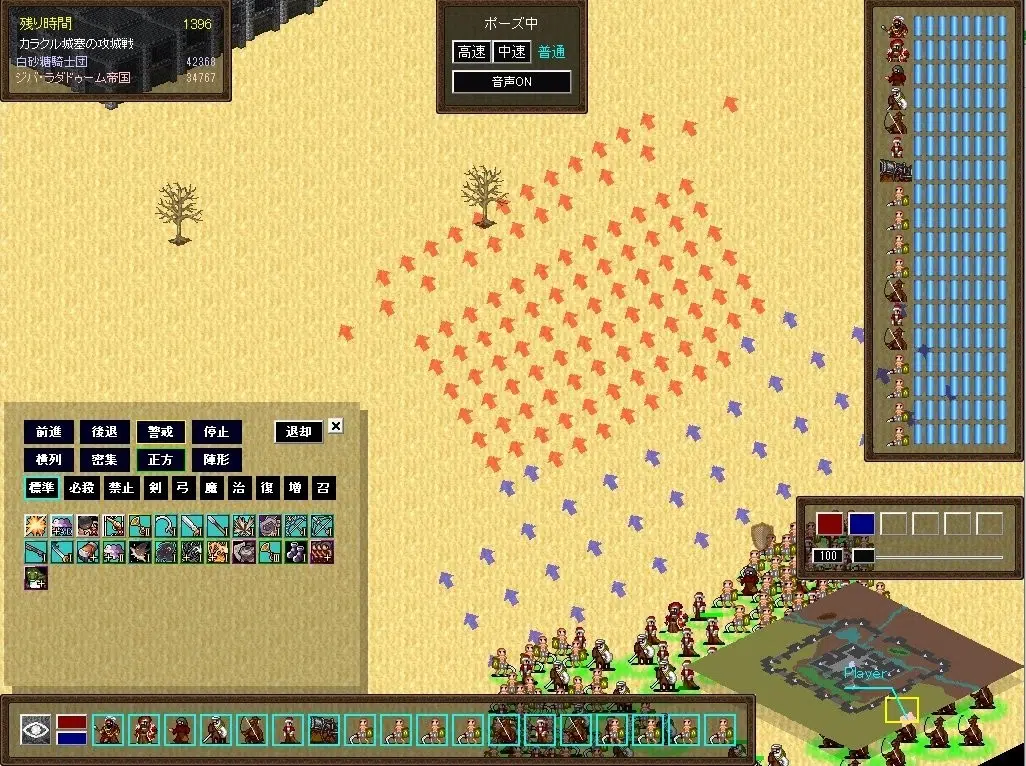 残り時間 1396
カラクル城塞の攻城戦
白砂糖騎士団 42368
ジパ・ラダドゥーム帝国 34767
ポーズ中
高速 中速 普通
音声ON
前進 後退 警戒 停止 退却
横列 密集 正方 陣形
標準 必殺 禁止 剣 弓 魔 治 復 増 召
100
Player